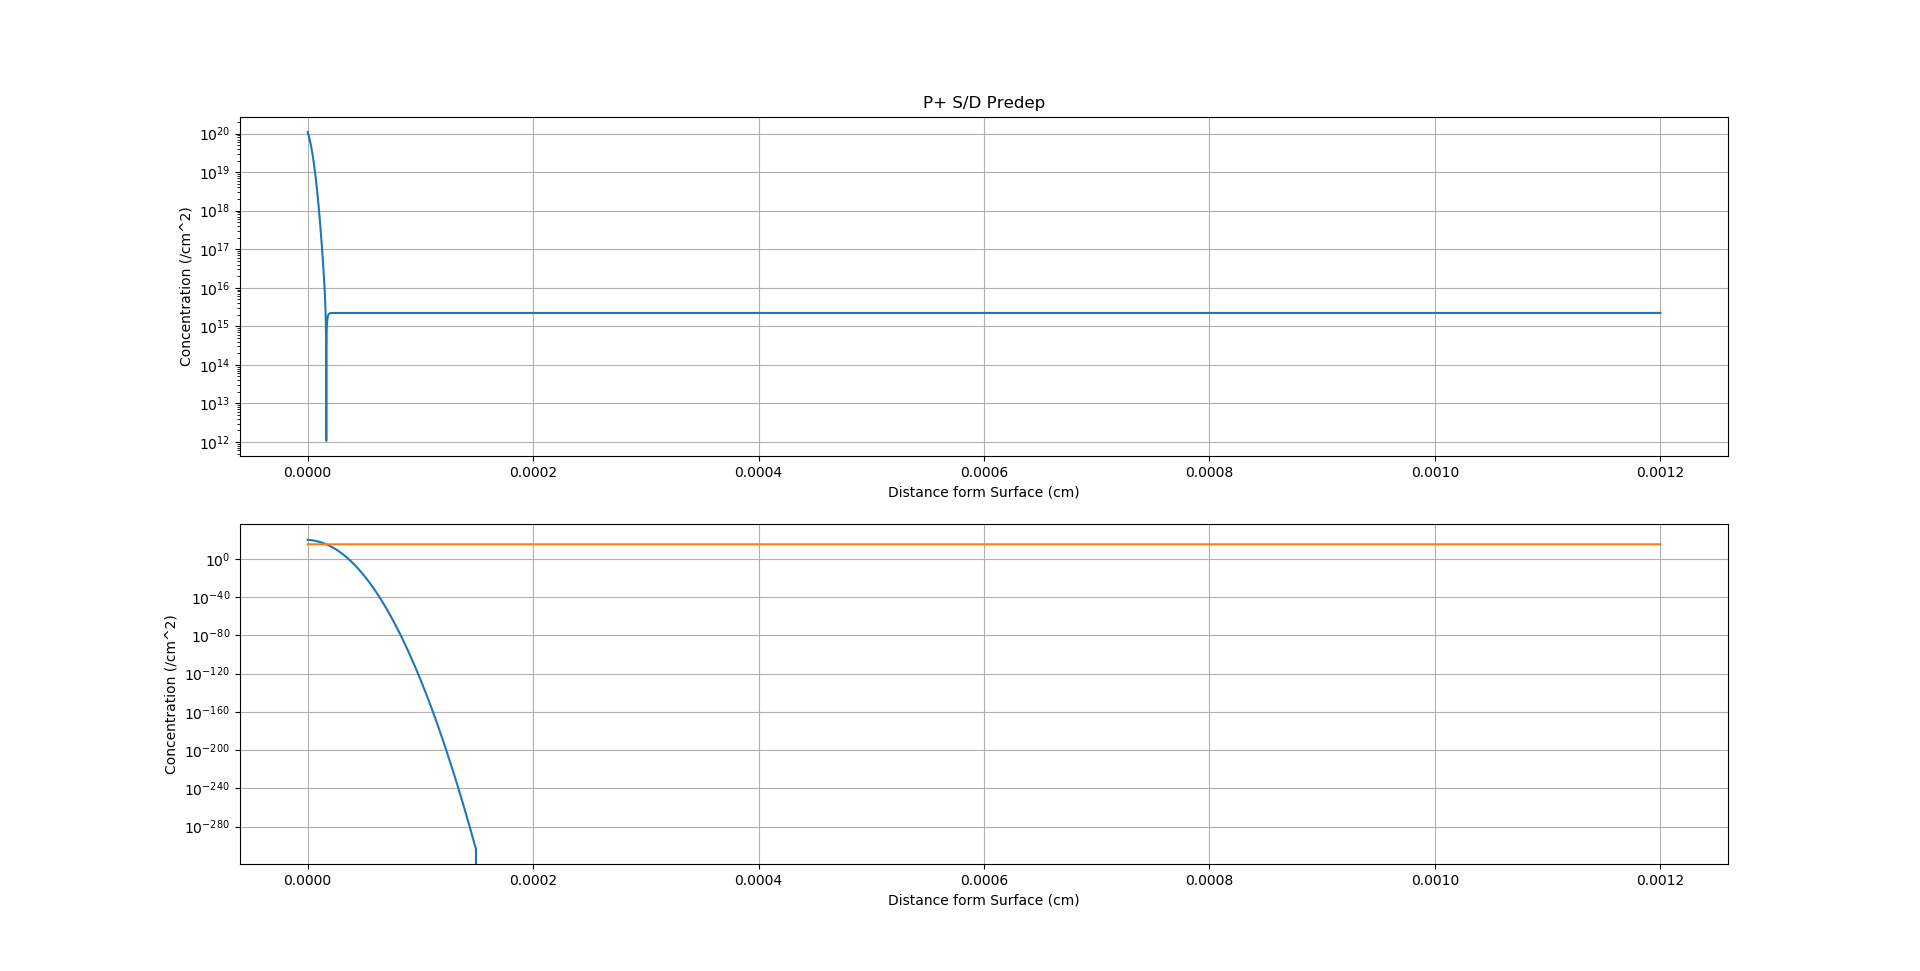 P+ S/D Predep
Concentration (/cm^2)
10^20
10^19
10^18
10^17
10^16
10^15
10^14
10^13
10^12
0.0000 0.0002 0.0004 0.0006 0.0008 0.0010 0.0012
Distance form Surface (cm)
Concentration (/cm^2)
10^0
10^−40
10^−80
10^−120
10^−160
10^−200
10^−240
10^−280
0.0000 0.0002 0.0004 0.0006 0.0008 0.0010 0.0012
Distance form Surface (cm)